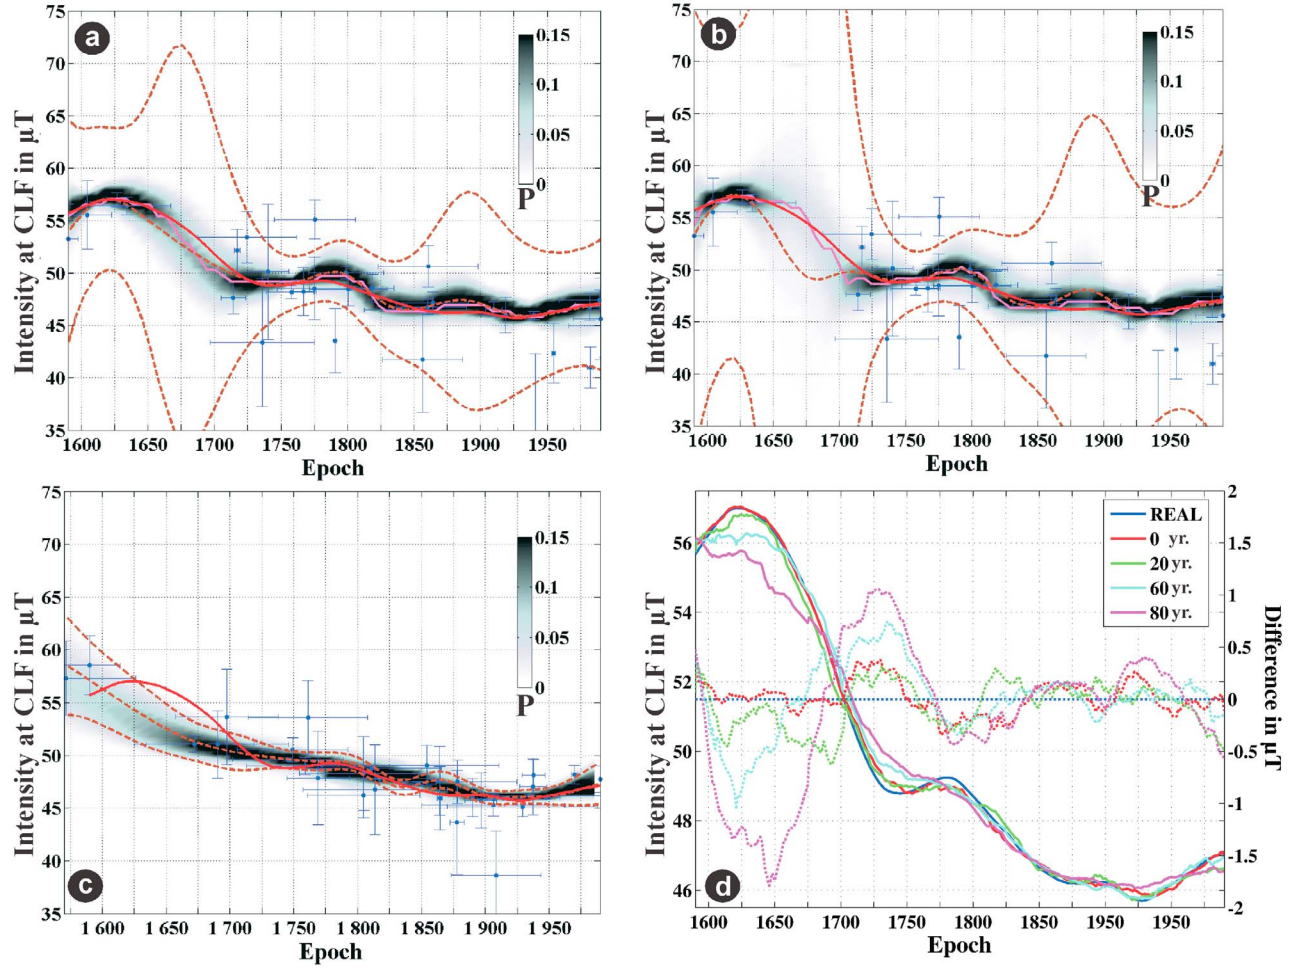 a
Intensity at CLF in µT
75
70
65
60
55
50
45
40
35
0.15
0.1
0.05
0
P
1600 1650 1700 1750 1800 1850 1900 1950
Epoch
b
Intensity at CLF in µT
75
70
65
60
55
50
45
40
35
0.15
0.1
0.05
0
P
1600 1650 1700 1750 1800 1850 1900 1950
Epoch
c
Intensity at CLF in µT
75
70
65
60
55
50
45
40
35
0.15
0.1
0.05
0
P
1 600 1 650 1 700 1 750 1 800 1 850 1 900 1 950
Epoch
d
Intensity at CLF in µT
56
54
52
50
48
46
REAL
0 yr.
20 yr.
60 yr.
80 yr.
2
1.5
1
0.5
0
-0.5
-1
-1.5
-2
Difference in µT
1600 1650 1700 1750 1800 1850 1900 1950
Epoch